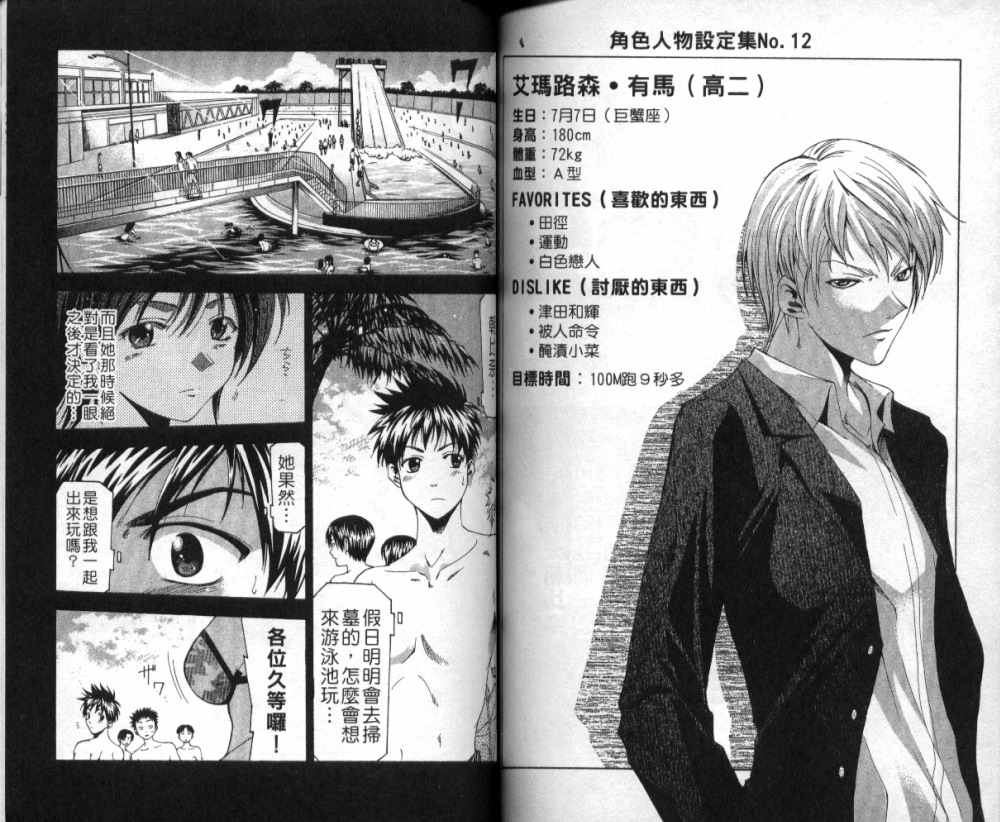 角色人物設定集No.12
艾瑪路森・有馬（高二）
生日：7月7日（巨蟹座）
身高：180cm
體重：72kg
血型：Ａ型
FAVORITES（喜歡的東西）
・田徑
・運動
・白色戀人
DISLIKE（討厭的東西）
・津田和輝
・被人命令
・醃漬小菜
目標時間：100M跑９秒多
假日明明會去掃
墓的，怎麼會想
來游泳池玩…
而且她那時候絕
對是看了我一眼
之後才決定的…
她果然…
是想跟我一起
出來玩嗎？
各位久等囉！
ザワ